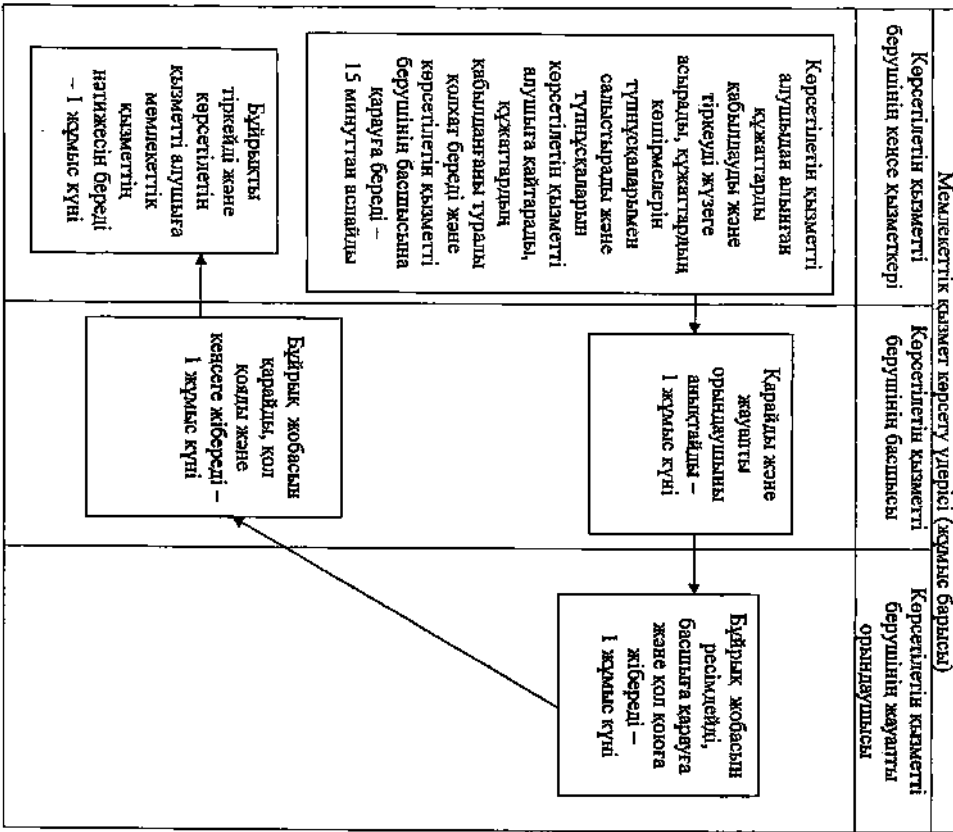 Мемлекеттік қызмет көрсету үдерісі (жұмыс барысы)
Көрсетілетін қызметті
берушінің кеңсе қызметкері
Көрсетілетін қызметті
берушінің басшысы
Көрсетілетін қызметті
берушінің жауапты
орындаушысы
Көрсетілетін қызметті
алушыдан алынған
құжаттарды
қабылдауды және
тіркеуді жүзеге
асырады, құжаттардың
көшірмелерін
түпнұсқаларымен
салыстырады және
түпнұсқаларын
көрсетілетін қызметті
алушыға қайтарады,
құжаттардың
қабылданғаны туралы
қолхат береді және
көрсетілетін қызметті
берушінің басшысына
қарауға береді –
15 минуттан аспайды
Қарайды және
жауапты
орындаушыны
анықтайды –
1 жұмыс күні
Бұйрық жобасын
ресімдейді,
басшыға қарауға
және қол қоюға
жібереді –
1 жұмыс күні
Бұйрық жобасын
қарайды, қол
қояды және
кеңсеге жібереді –
1 жұмыс күні
Бұйрықты
тіркейді және
көрсетілетін
қызметті алушыға
мемлекеттік
қызметтің
нәтижесін береді
– 1 жұмыс күні